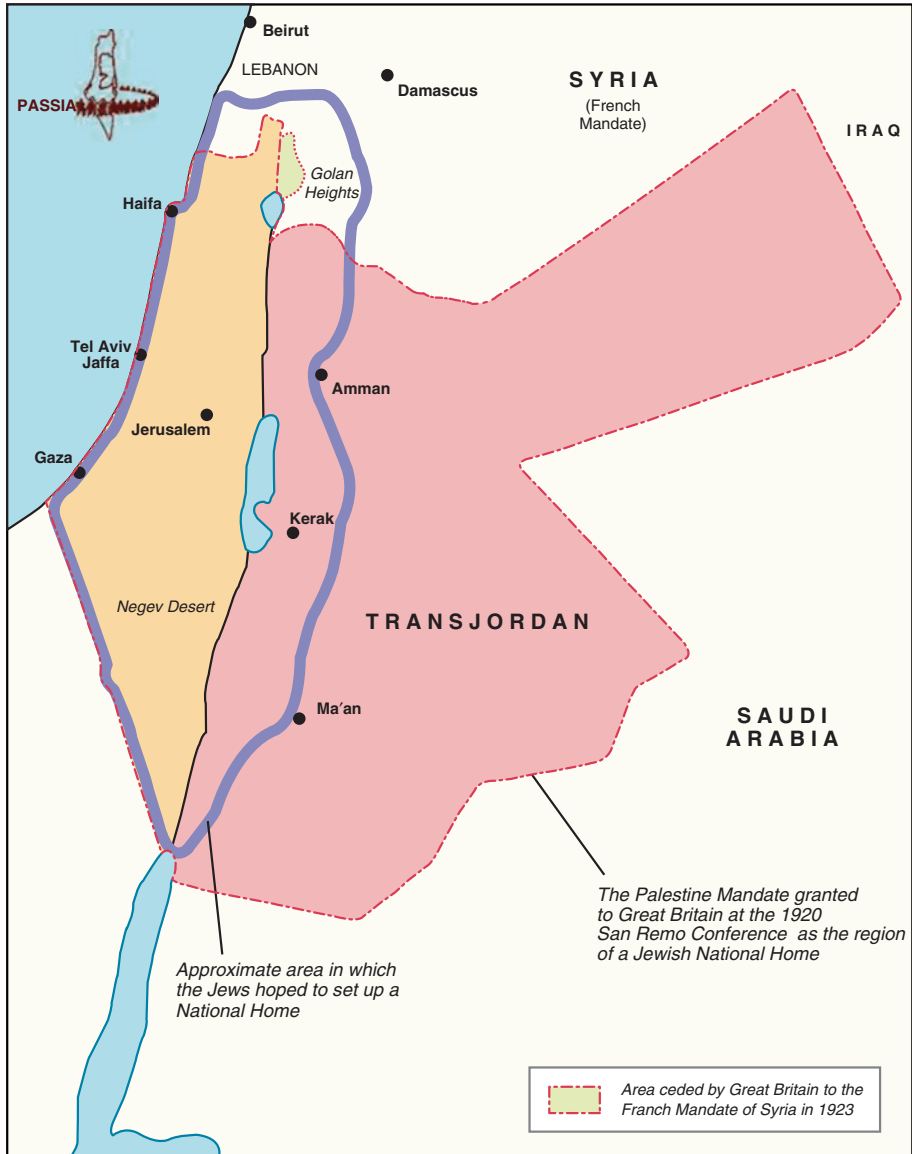 Beirut
LEBANON
Damascus
SYRIA
(French
Mandate)
IRAQ
PASSIA
Golan
Heights
Haifa
Tel Aviv
Jaffa
Amman
Jerusalem
Gaza
Kerak
Negev Desert
TRANSJORDAN
Ma'an
SAUDI
ARABIA
The Palestine Mandate granted
to Great Britain at the 1920
San Remo Conference as the region
of a Jewish National Home
Approximate area in which
the Jews hoped to set up a
National Home
Area ceded by Great Britain to the
Franch Mandate of Syria in 1923